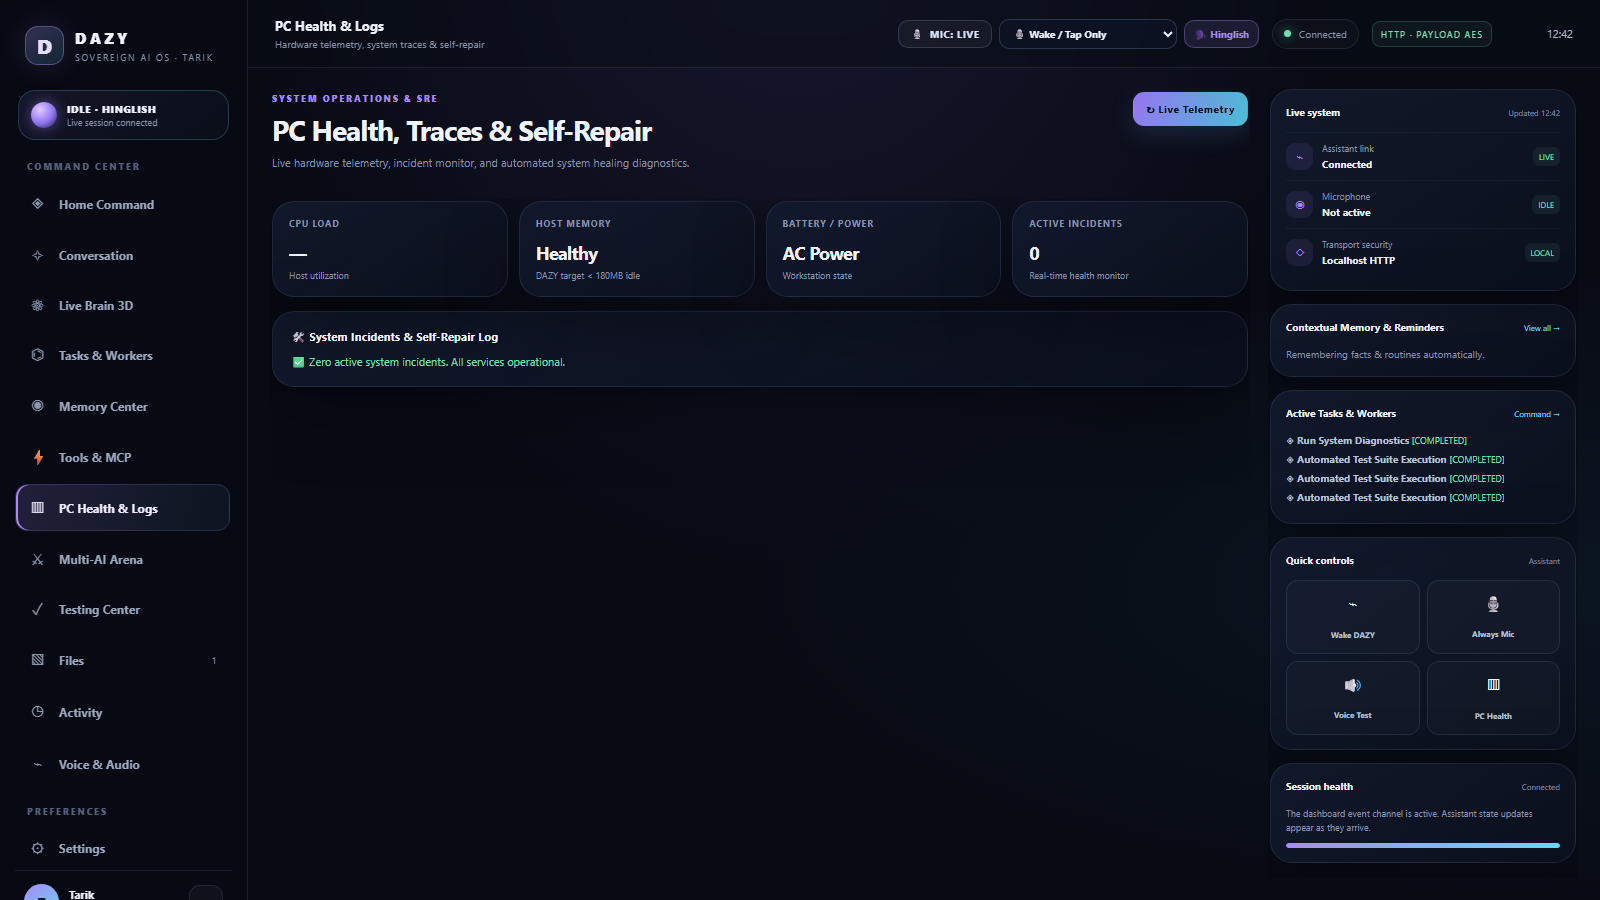 D
DAZY
SOVEREIGN AI OS · TARIK
IDLE · HINGLISH
Live session connected
COMMAND CENTER
Home Command
Conversation
Live Brain 3D
Tasks & Workers
Memory Center
Tools & MCP
PC Health & Logs
Multi-AI Arena
Testing Center
Files 1
Activity
Voice & Audio
PREFERENCES
Settings
Tarik
PC Health & Logs
Hardware telemetry, system traces & self-repair
MIC: LIVE
Wake / Tap Only
Hinglish
Connected
HTTP · PAYLOAD AES
12:42
SYSTEM OPERATIONS & SRE
PC Health, Traces & Self-Repair
Live hardware telemetry, incident monitor, and automated system healing diagnostics.
↻ Live Telemetry
CPU LOAD
—
Host utilization
HOST MEMORY
Healthy
DAZY target < 180MB idle
BATTERY / POWER
AC Power
Workstation state
ACTIVE INCIDENTS
0
Real-time health monitor
🛠 System Incidents & Self-Repair Log
✅ Zero active system incidents. All services operational.
Live system Updated 12:42
Assistant link
Connected
LIVE
Microphone
Not active
IDLE
Transport security
Localhost HTTP
LOCAL
Contextual Memory & Reminders View all →
Remembering facts & routines automatically.
Active Tasks & Workers Command →
◈ Run System Diagnostics [COMPLETED]
◈ Automated Test Suite Execution [COMPLETED]
◈ Automated Test Suite Execution [COMPLETED]
◈ Automated Test Suite Execution [COMPLETED]
Quick controls Assistant
Wake DAZY
Always Mic
Voice Test
PC Health
Session health Connected
The dashboard event channel is active. Assistant state updates
appear as they arrive.